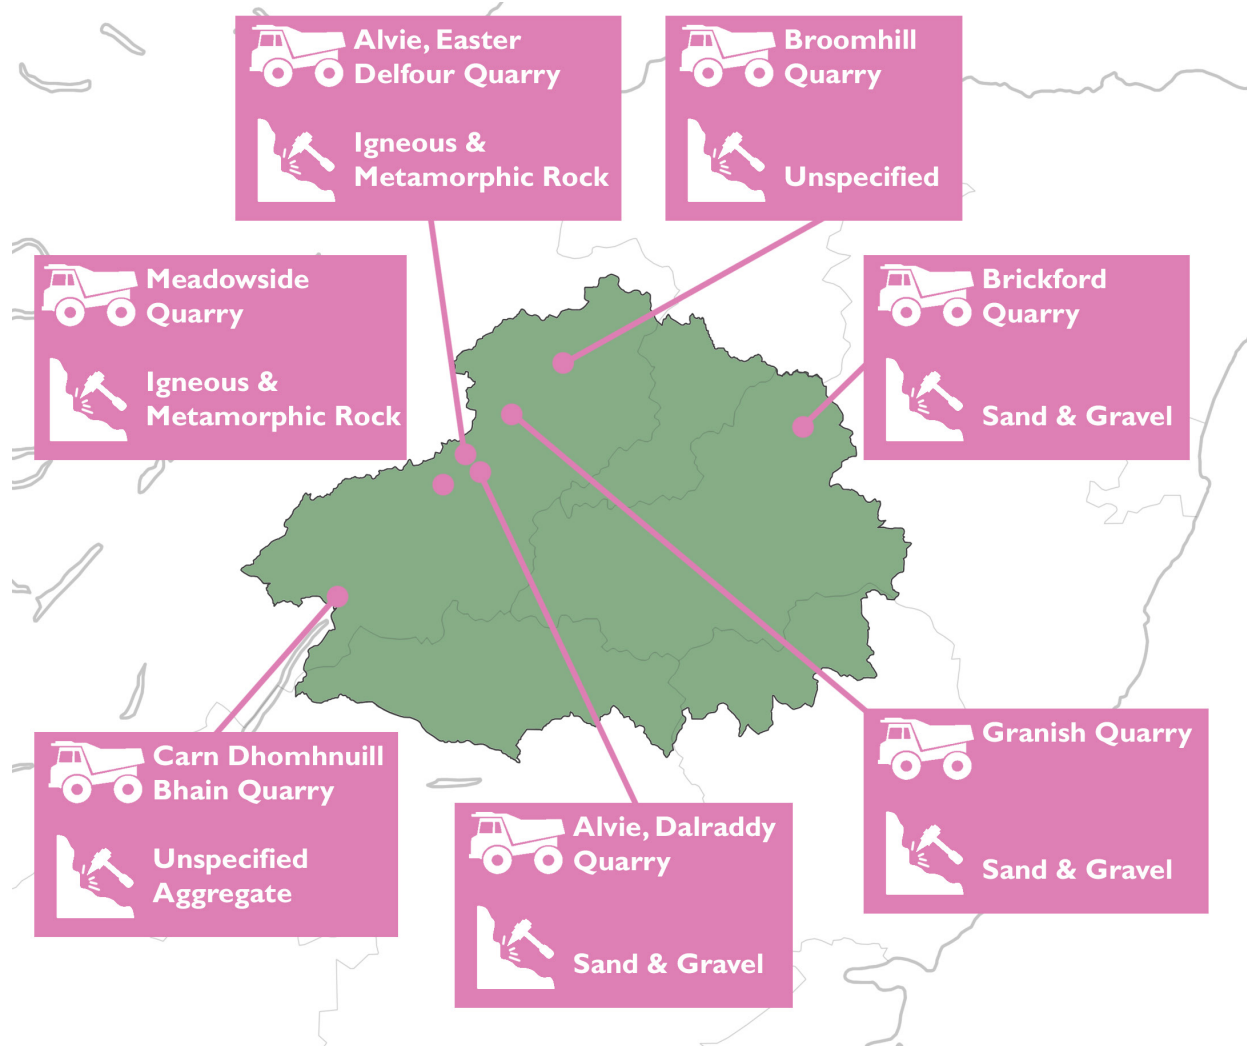 Alvie, Easter
Delfour Quarry
Igneous &
Metamorphic Rock
Broomhill
Quarry
Unspecified
Meadowside
Quarry
Igneous &
Metamorphic Rock
Brickford
Quarry
Sand & Gravel
Carn Dhomhnuill
Bhain Quarry
Unspecified
Aggregate
Alvie, Dalraddy
Quarry
Sand & Gravel
Granish Quarry
Sand & Gravel